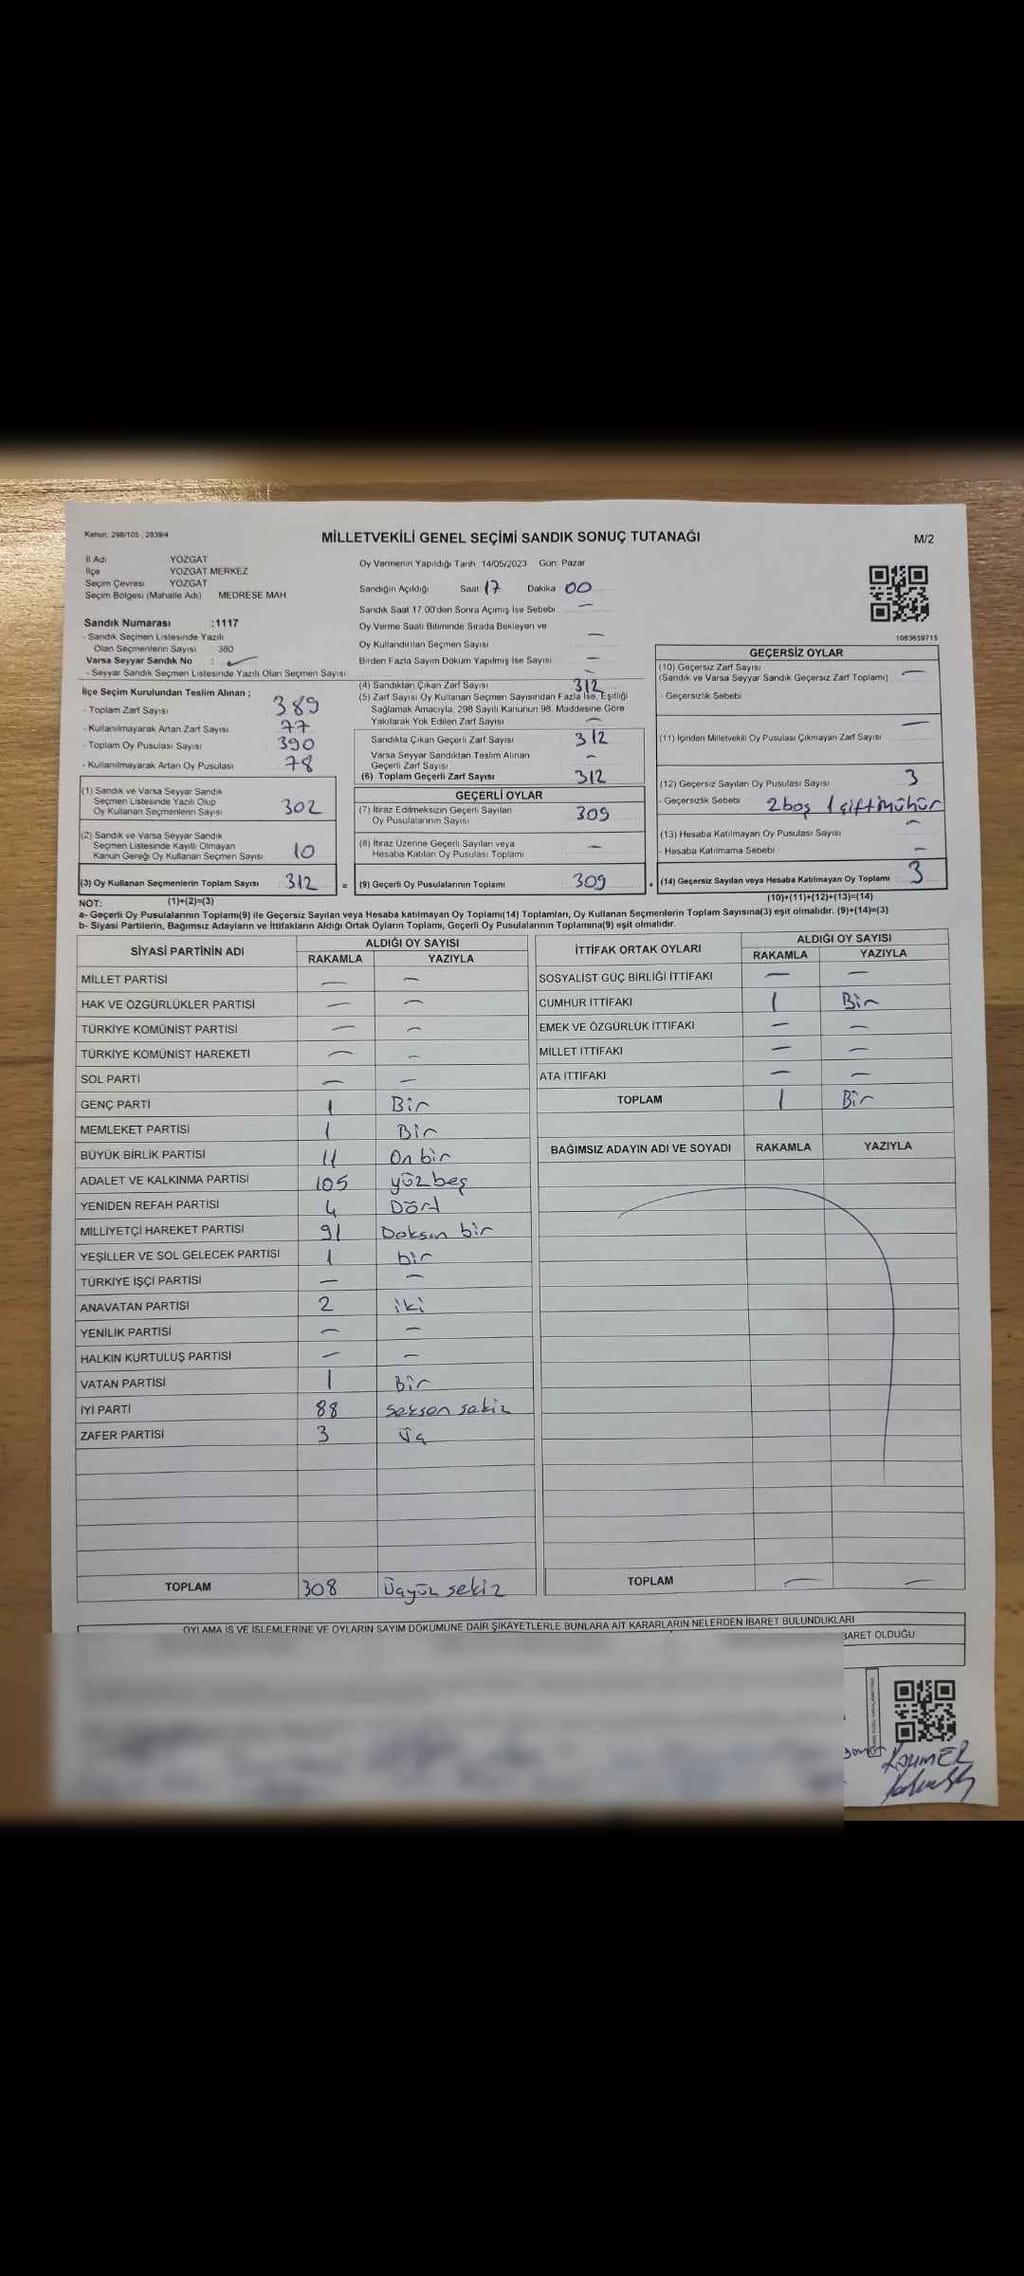 Kanun: 298/105 , 2839/4
MİLLETVEKİLİ GENEL SEÇİMİ SANDIK SONUÇ TUTANAĞI
M/2
İl Adı YOZGAT
İlçe YOZGAT MERKEZ
Seçim Çevresi YOZGAT
Seçim Bölgesi (Mahalle Adı) MEDRESE MAH
Sandık Numarası :1117
- Sandık Seçmen Listesinde Yazılı
Olan Seçmenlerin Sayısı 380
Varsa Seyyar Sandık No :
- Seyyar Sandık Seçmen Listesinde Yazılı Olan Seçmen Sayısı
Oy Vermenin Yapıldığı Tarih 14/05/2023 Gün: Pazar
Sandığın Açıldığı Saat 17 Dakika 00
Sandık Saat 17.00'den Sonra Açılmış İse Sebebi —
Oy Verme Saati Bitiminde Sırada Bekleyen ve
Oy Kullandırılan Seçmen Sayısı —
Birden Fazla Sayım Döküm Yapılmış İse Sayısı —
1083639715
İlçe Seçim Kurulundan Teslim Alınan ;
- Toplam Zarf Sayısı 389
- Kullanılmayarak Artan Zarf Sayısı 77
- Toplam Oy Pusulası Sayısı 390
- Kullanılmayarak Artan Oy Pusulası 78
(1) Sandık ve Varsa Seyyar Sandık
Seçmen Listesinde Yazılı Olup
Oy Kullanan Seçmenlerin Sayısı 302
(2) Sandık ve Varsa Seyyar Sandık
Seçmen Listesinde Kayıtlı Olmayan
Kanun Gereği Oy Kullanan Seçmen Sayısı 10
(3) Oy Kullanan Seçmenlerin Toplam Sayısı 312 =
(4) Sandıktan Çıkan Zarf Sayısı 312
(5) Zarf Sayısı Oy Kullanan Seçmen Sayısından Fazla İse, Eşitliği
Sağlamak Amacıyla, 298 Sayılı Kanunun 98. Maddesine Göre
Yakılarak Yok Edilen Zarf Sayısı —
Sandıkta Çıkan Geçerli Zarf Sayısı 312
Varsa Seyyar Sandıktan Teslim Alınan
Geçerli Zarf Sayısı —
(6) Toplam Geçerli Zarf Sayısı 312
GEÇERLİ OYLAR
(7) İtiraz Edilmeksizin Geçerli Sayılan
Oy Pusulalarının Sayısı 309
(8) İtiraz Üzerine Geçerli Sayılan veya
Hesaba Katılan Oy Pusulası Toplamı —
(9) Geçerli Oy Pusulalarının Toplamı 309 +
GEÇERSİZ OYLAR
(10) Geçersiz Zarf Sayısı
(Sandık ve Varsa Seyyar Sandık Geçersiz Zarf Toplamı) —
- Geçersizlik Sebebi
(11) İçinden Milletvekili Oy Pusulası Çıkmayan Zarf Sayısı —
(12) Geçersiz Sayılan Oy Pusulası Sayısı 3
- Geçersizlik Sebebi : 2 boş 1 çift mühür
(13) Hesaba Katılmayan Oy Pusulası Sayısı —
- Hesaba Katılmama Sebebi : —
(14) Geçersiz Sayılan veya Hesaba Katılmayan Oy Toplamı 3
NOT: (1)+(2)=(3) (10)+(11)+(12)+(13)=(14)
a- Geçerli Oy Pusulalarının Toplamı(9) ile Geçersiz Sayılan veya Hesaba katılmayan Oy Toplamı(14) Toplamları, Oy Kullanan Seçmenlerin Toplam Sayısına(3) eşit olmalıdır. (9)+(14)=(3)
b- Siyasi Partilerin, Bağımsız Adayların ve İttifakların Aldığı Ortak Oyların Toplamı, Geçerli Oy Pusulalarının Toplamına(9) eşit olmalıdır.
SİYASİ PARTİNİN ADI ALDIĞI OY SAYISI
RAKAMLA YAZIYLA
MİLLET PARTİSİ — —
HAK VE ÖZGÜRLÜKLER PARTİSİ — —
TÜRKİYE KOMÜNİST PARTİSİ — —
TÜRKİYE KOMÜNİST HAREKETİ — —
SOL PARTİ — —
GENÇ PARTİ 1 Bir
MEMLEKET PARTİSİ 1 Bir
BÜYÜK BİRLİK PARTİSİ 11 On bir
ADALET VE KALKINMA PARTİSİ 105 yüz beş
YENİDEN REFAH PARTİSİ 4 Dört
MİLLİYETÇİ HAREKET PARTİSİ 91 Doksan bir
YEŞİLLER VE SOL GELECEK PARTİSİ 1 bir
TÜRKİYE İŞÇİ PARTİSİ — —
ANAVATAN PARTİSİ 2 iki
YENİLİK PARTİSİ — —
HALKIN KURTULUŞ PARTİSİ — —
VATAN PARTİSİ 1 Bir
İYİ PARTİ 88 seksen sekiz
ZAFER PARTİSİ 3 üç
TOPLAM 308 üçyüz sekiz
İTTİFAK ORTAK OYLARI ALDIĞI OY SAYISI
RAKAMLA YAZIYLA
SOSYALİST GÜÇ BİRLİĞİ İTTİFAKI — —
CUMHUR İTTİFAKI 1 Bir
EMEK VE ÖZGÜRLÜK İTTİFAKI — —
MİLLET İTTİFAKI — —
ATA İTTİFAKI — —
TOPLAM 1 Bir
BAĞIMSIZ ADAYIN ADI VE SOYADI RAKAMLA YAZIYLA
TOPLAM — —
OYLAMA İŞ VE İŞLEMLERİNE VE OYLARIN SAYIM DÖKÜMÜNE DAİR ŞİKAYETLERLE BUNLARA AİT KARARLARIN NELERDEN İBARET BULUNDUKLARI
BARET OLDUĞU